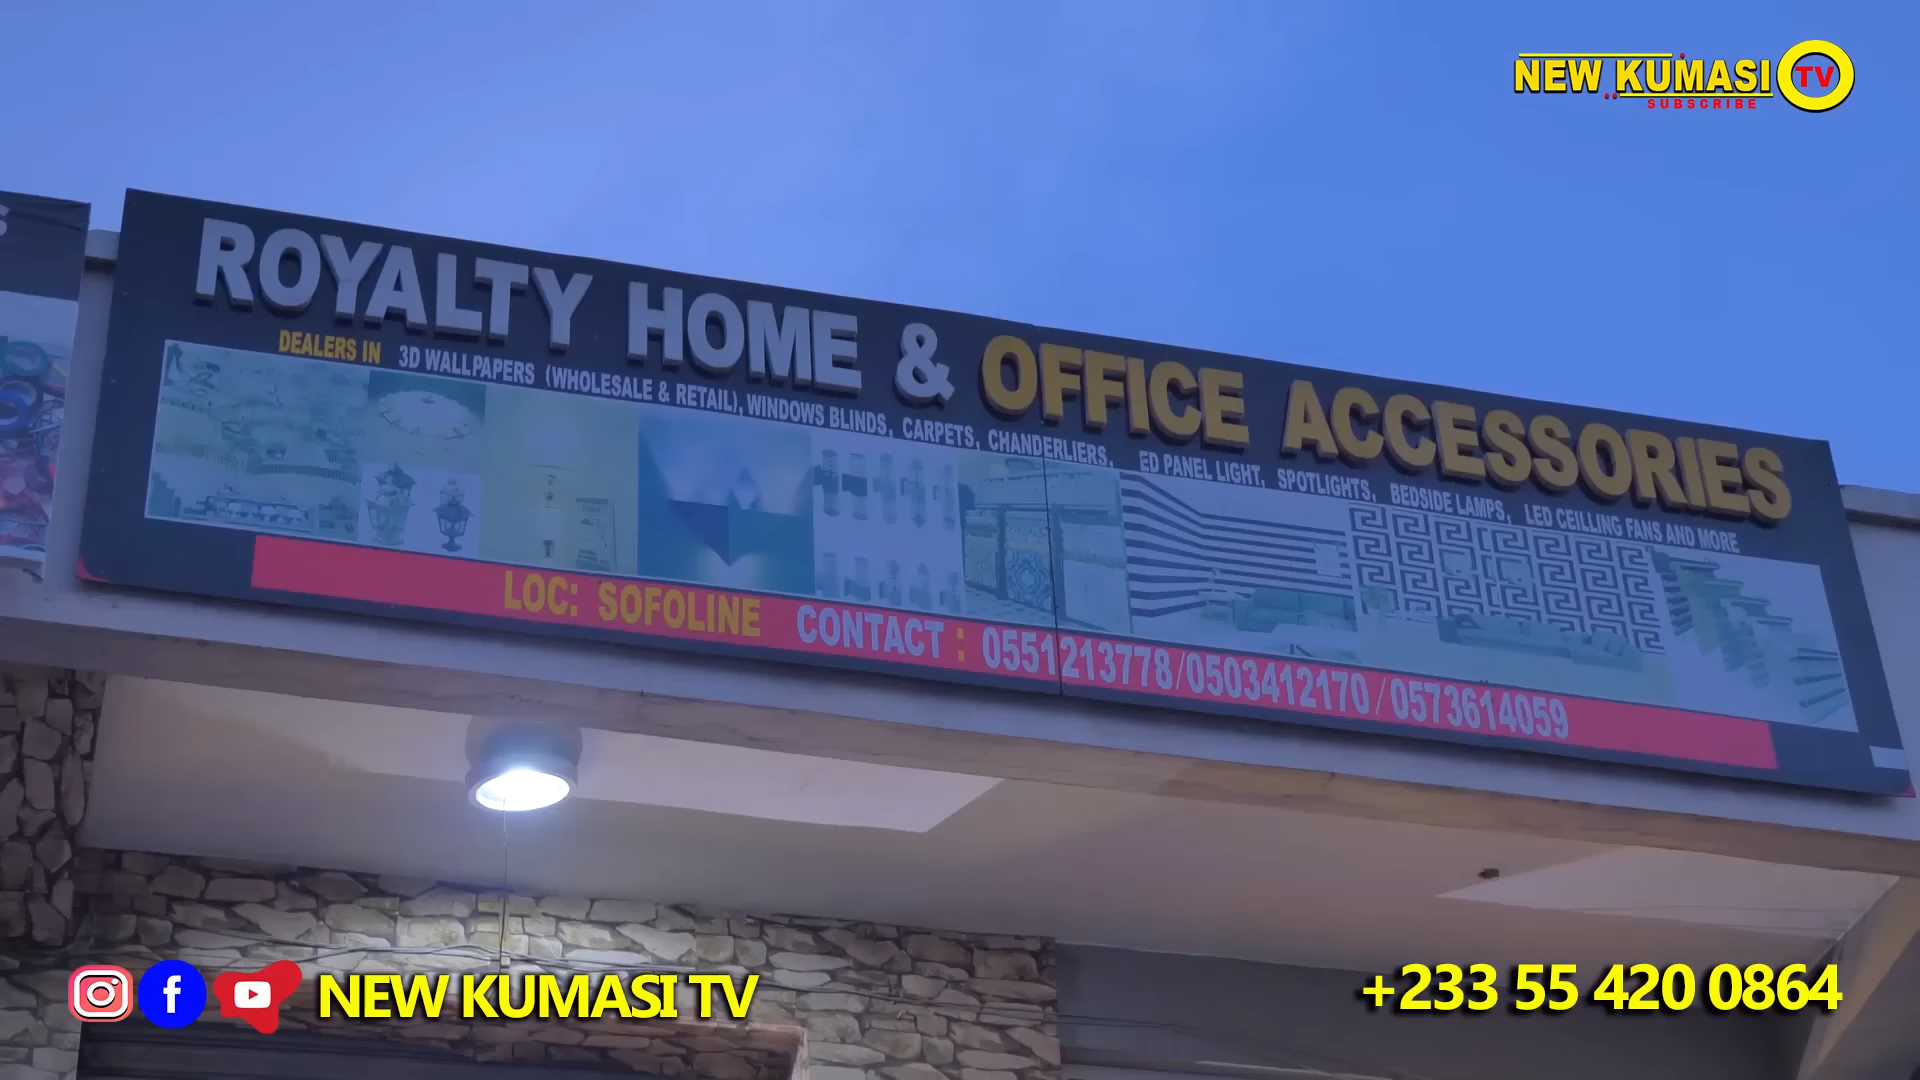 NEW KUMASI TV
SUBSCRIBE
ROYALTY HOME & OFFICE ACCESSORIES
DEALERS IN 3D WALLPAPERS (WHOLESALE & RETAIL), WINDOWS BLINDS, CARPETS, CHANDERLIERS, ED PANEL LIGHT, SPOTLIGHTS, BEDSIDE LAMPS, LED CEILLING FANS AND MORE
LOC: SOFOLINE CONTACT : 0551213778/0503412170/0573614059
NEW KUMASI TV
+233 55 420 0864